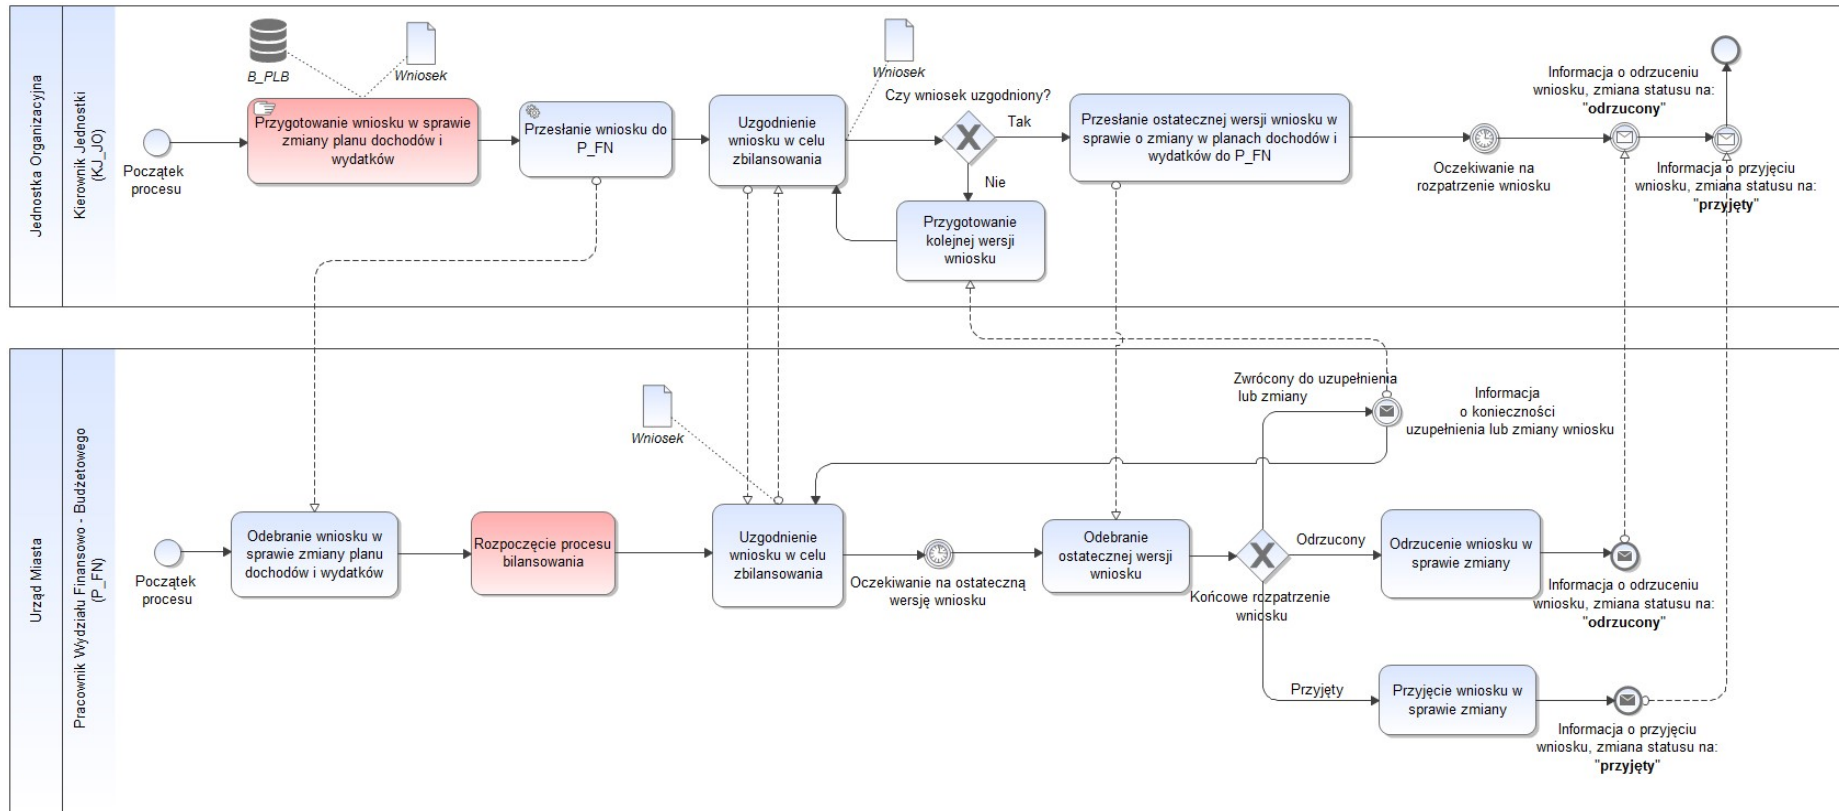 Jednostka Organizacyjna
Kierownik Jednostki
(KJ_JO)
Początek
procesu
B_PLB
Wniosek
Przygotowanie wniosku w sprawie
zmiany planu dochodów i
wydatków
Przesłanie wniosku do
P_FN
Uzgodnienie
wniosku w celu
zbilansowania
Wniosek
Czy wniosek uzgodniony?
Tak
Nie
Przygotowanie
kolejnej wersji
wniosku
Przesłanie ostatecznej wersji wniosku w
sprawie o zmiany w planach dochodów i
wydatków do P_FN
Oczekiwanie na
rozpatrzenie wniosku
Informacja o odrzuceniu
wniosku, zmiana statusu na:
"odrzucony"
Informacja o przyjęciu
wniosku, zmiana statusu na:
"przyjęty"
Urząd Miasta
Pracownik Wydziału Finansowo - Budżetowego
(P_FN)
Początek
procesu
Odebranie wniosku w
sprawie zmiany planu
dochodów i wydatków
Rozpoczęcie procesu
bilansowania
Wniosek
Uzgodnienie
wniosku w celu
zbilansowania
Oczekiwanie na ostateczną
wersję wniosku
Odebranie
ostatecznej wersji
wniosku
Końcowe rozpatrzenie
wniosku
Zwrócony do uzupełnienia
lub zmiany
Informacja
o konieczności
uzupełnienia lub zmiany wniosku
Odrzucony
Odrzucenie wniosku w
sprawie zmiany
Informacja o odrzuceniu
wniosku, zmiana statusu na:
"odrzucony"
Przyjęty
Przyjęcie wniosku w
sprawie zmiany
Informacja o przyjęciu
wniosku, zmiana statusu na:
"przyjęty"